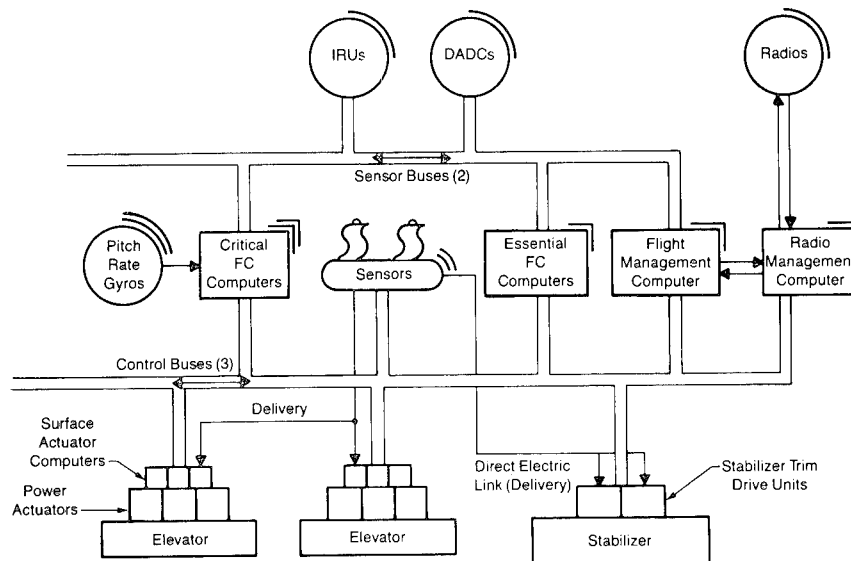 IRUs
DADCs
Radios
Sensor Buses (2)
Pitch
Rate
Gyros
Critical
FC
Computers
Sensors
Essential
FC
Computers
Flight
Management
Computer
Radio
Management
Computer
Control Buses (3)
Delivery
Surface
Actuator
Computers
Power
Actuators
Direct Electric
Link (Delivery)
Stabilizer Trim
Drive Units
Elevator
Elevator
Stabilizer